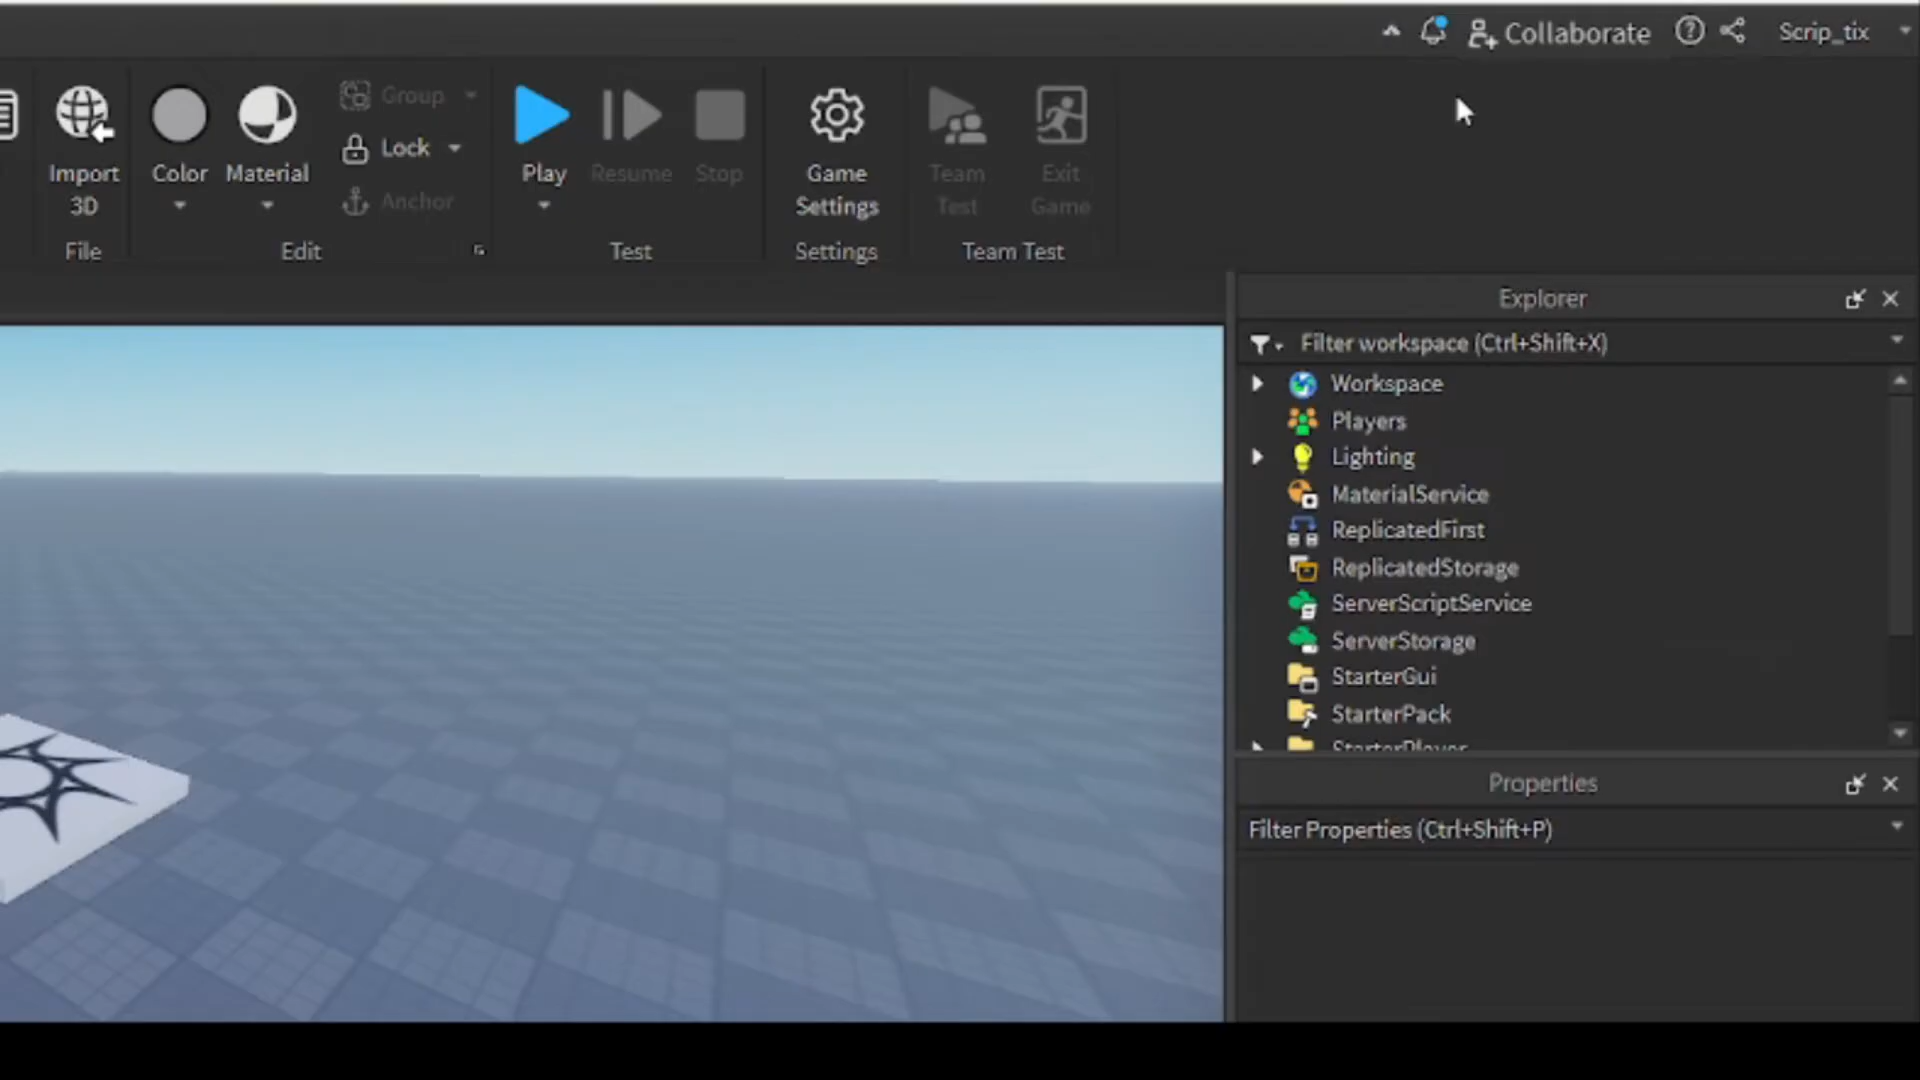 Collaborate
Scrip_tix
Import
3D
Color
Material
Group
Lock
Anchor
Play
Resume
Stop
Game
Settings
Team
Test
Exit
Game
File
Edit
Test
Settings
Team Test
Explorer
Filter workspace (Ctrl+Shift+X)
Workspace
Players
Lighting
MaterialService
ReplicatedFirst
ReplicatedStorage
ServerScriptService
ServerStorage
StarterGui
StarterPack
StarterPlayer
Properties
Filter Properties (Ctrl+Shift+P)